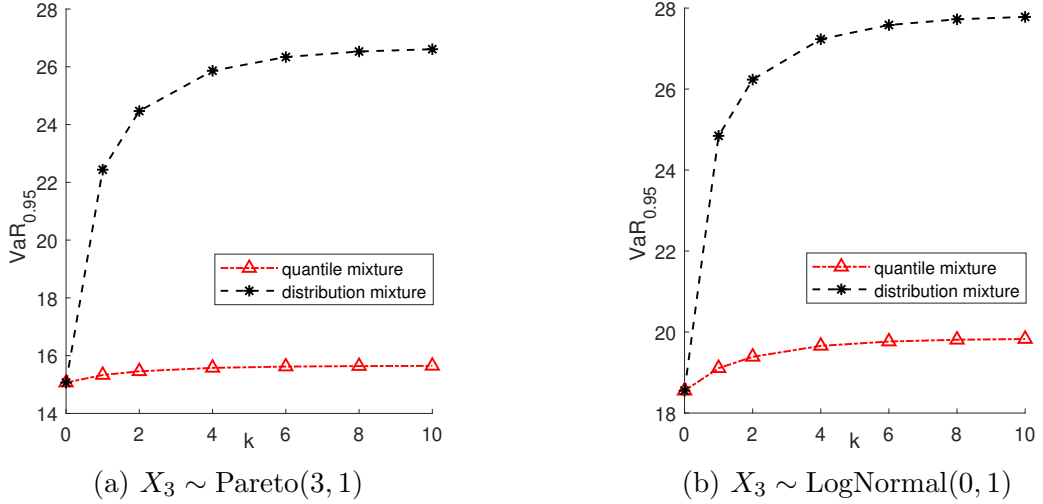 28
26
24
22
20
18
16
14
VaR0.95
quantile mixture
distribution mixture
0 2 4 6 8 10
k
(a) X3 ∼ Pareto(3, 1)
28
26
24
22
20
18
VaR0.95
quantile mixture
distribution mixture
0 2 4 6 8 10
k
(b) X3 ∼ LogNormal(0, 1)